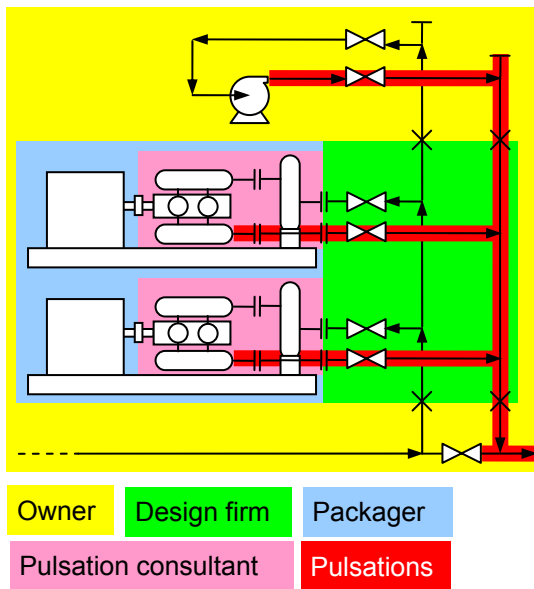 Owner
Design firm
Packager
Pulsation consultant
Pulsations